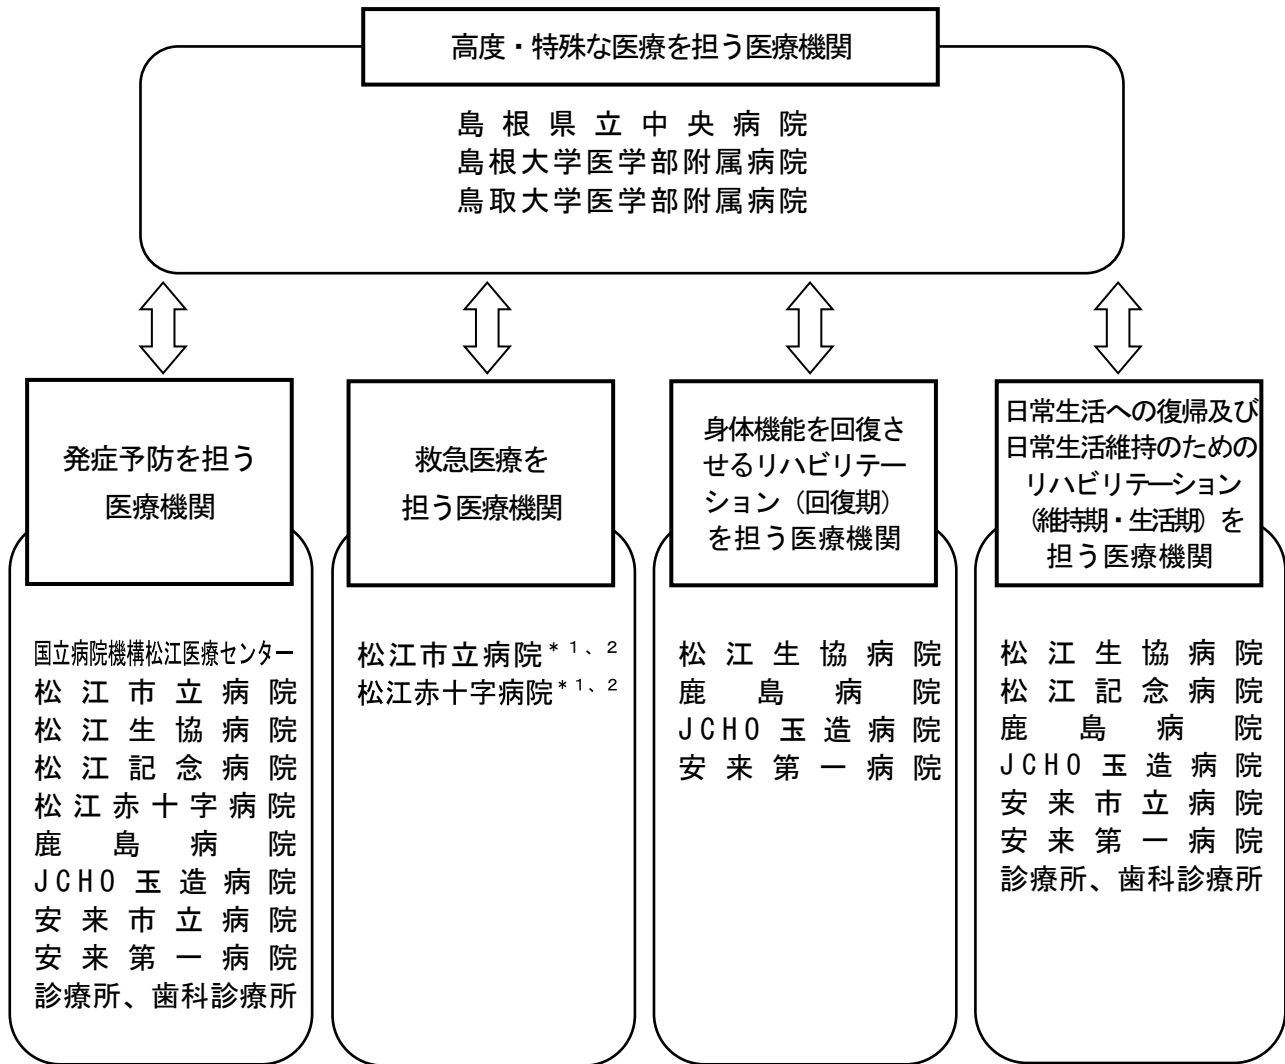 高度・特殊な医療を担う医療機関
島根県立中央病院
島根大学医学部附属病院
鳥取大学医学部附属病院
発症予防を担う
医療機関
国立病院機構松江医療センター
松江市立病院
松江生協病院
松江記念病院
松江赤十字病院
鹿島病院
JCHO玉造病院
安来市立病院
安来第一病院
診療所、歯科診療所
救急医療を
担う医療機関
松江市立病院*1、2
松江赤十字病院*1、2
身体機能を回復さ
せるリハビリテー
ション（回復期）
を担う医療機関
松江生協病院
鹿島病院
JCHO玉造病院
安来第一病院
日常生活への復帰及び
日常生活維持のための
リハビリテーション
（維持期・生活期）を
担う医療機関
松江生協病院
松江記念病院
鹿島病院
JCHO玉造病院
安来市立病院
安来第一病院
診療所、歯科診療所